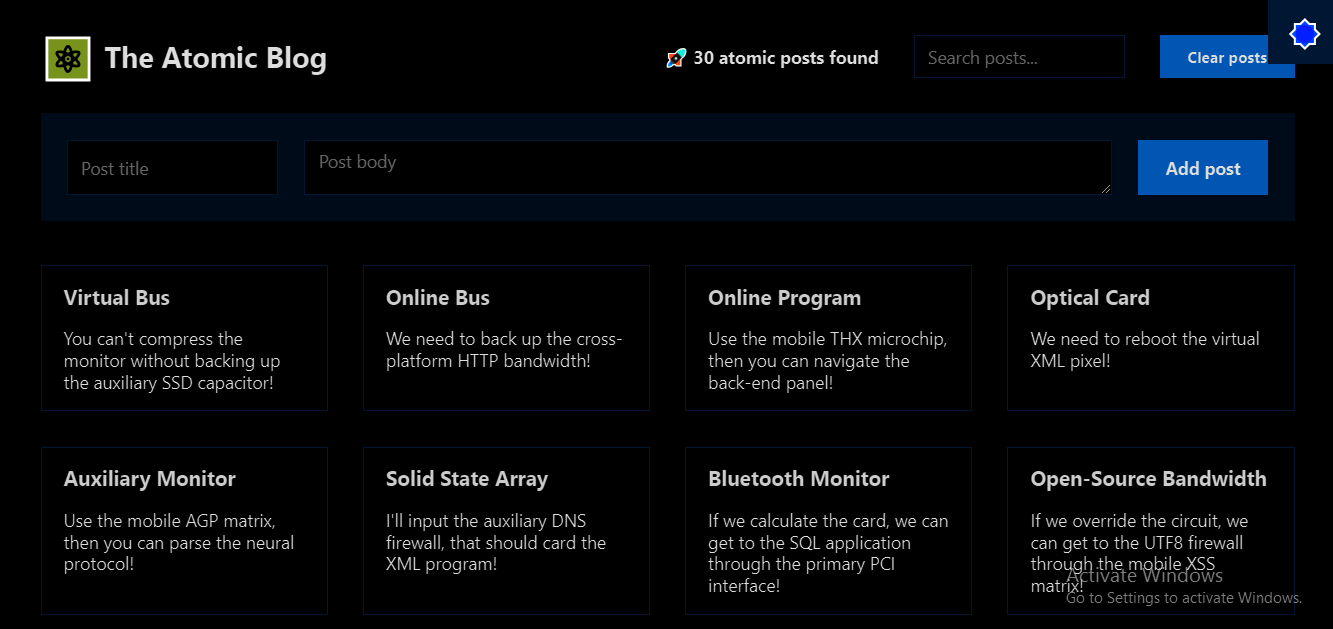 The Atomic Blog
🚀 30 atomic posts found
Search posts...
Clear posts
Post title
Post body
Add post
Virtual Bus
You can't compress the
monitor without backing up
the auxiliary SSD capacitor!
Online Bus
We need to back up the cross-
platform HTTP bandwidth!
Online Program
Use the mobile THX microchip,
then you can navigate the
back-end panel!
Optical Card
We need to reboot the virtual
XML pixel!
Auxiliary Monitor
Use the mobile AGP matrix,
then you can parse the neural
protocol!
Solid State Array
I'll input the auxiliary DNS
firewall, that should card the
XML program!
Bluetooth Monitor
If we calculate the card, we can
get to the SQL application
through the primary PCI
interface!
Open-Source Bandwidth
If we override the circuit, we
can get to the UTF8 firewall
through the mobile XSS
matrix!
Activate Windows
Go to Settings to activate Windows.